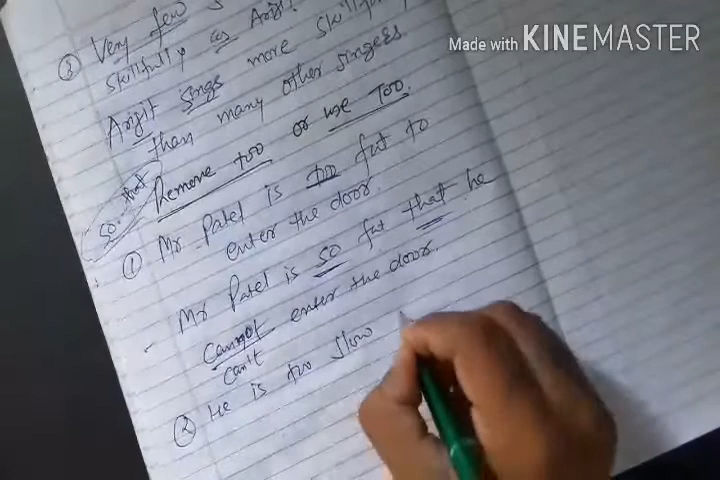 Made with KINEMASTER
③ Very few
skillfully as Arijit.
Arijit sings more skillfully
than many other singers.
Remove too or use Too.
so...that
① Mr Patel is too fat to
enter the door.
Mr Patel is so fat that he
cannot enter the door.
can't
② He is too slow